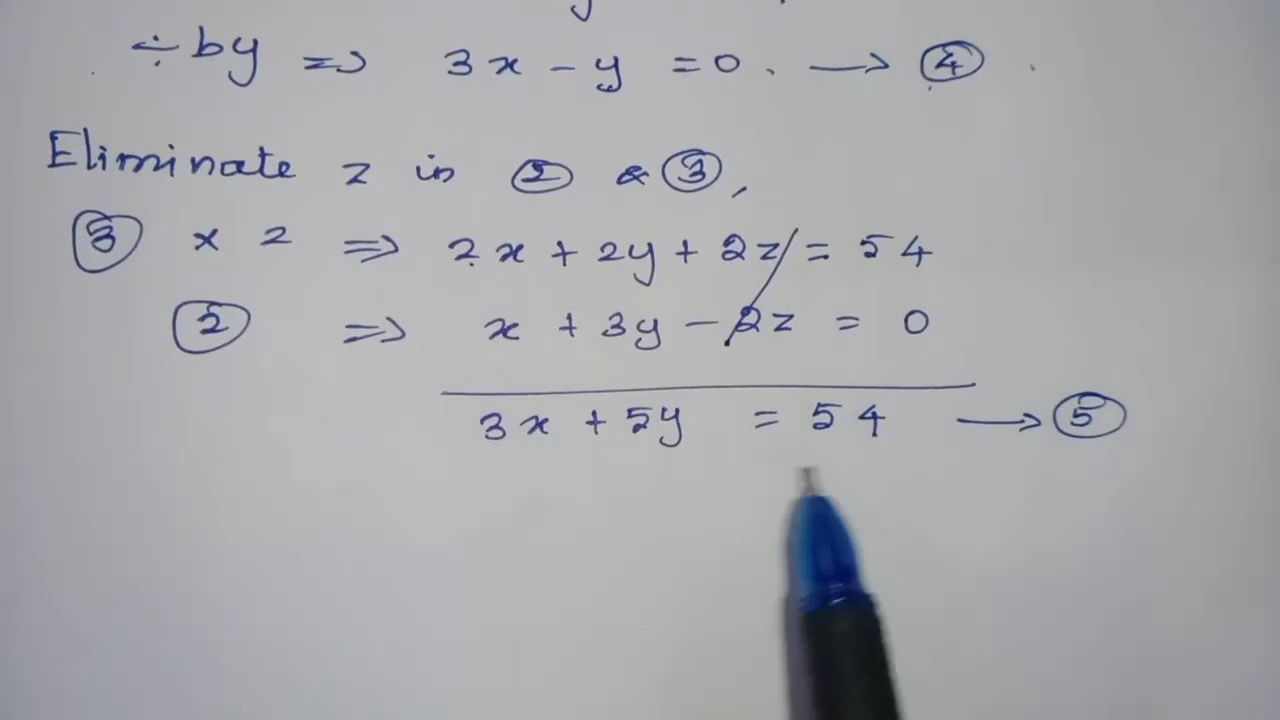 ÷ by y => 3x - y = 0. → ④
Eliminate z in ② & ③,
③ x 2 => 2x + 2y + 2z = 54
② => x + 3y - 2z = 0
3x + 5y = 54 → ⑤